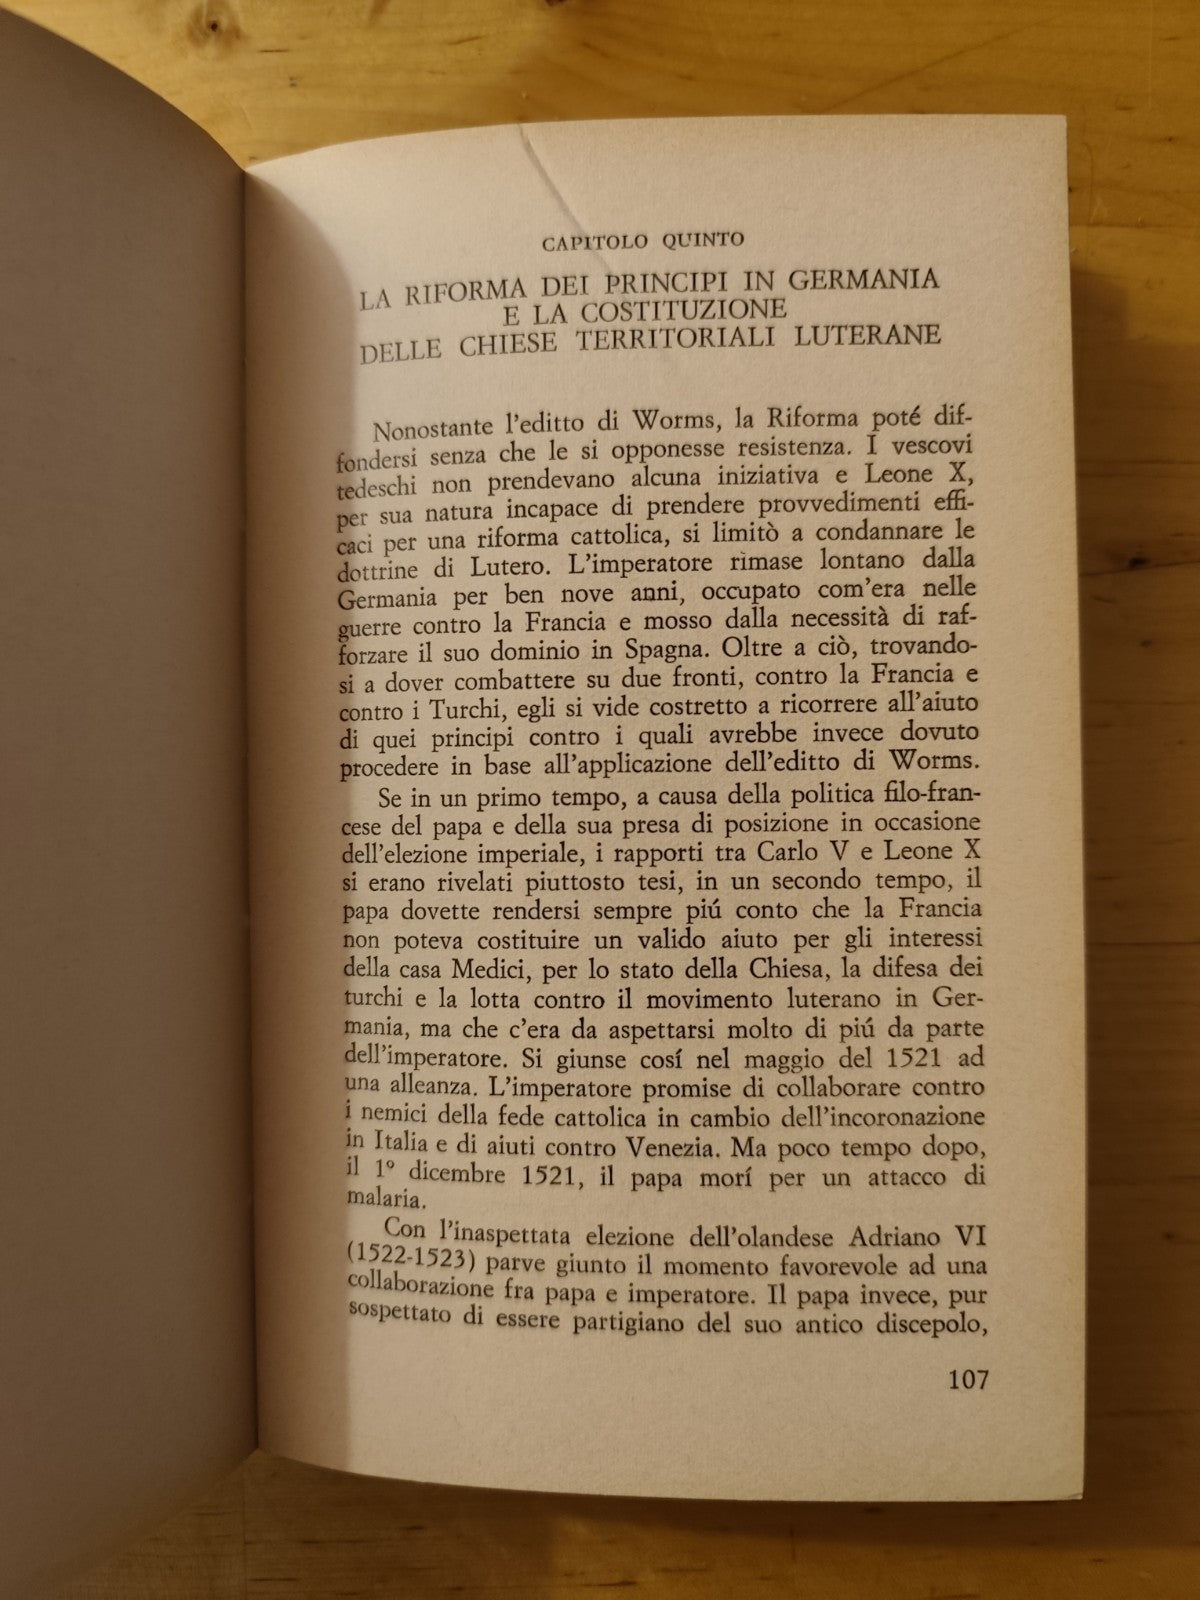 CAPITOLO QUINTO
LA RIFORMA DEI PRINCIPI IN GERMANIA
E LA COSTITUZIONE
DELLE CHIESE TERRITORIALI LUTERANE
Nonostante l'editto di Worms, la Riforma poté dif-
fondersi senza che le si opponesse resistenza. I vescovi
tedeschi non prendevano alcuna iniziativa e Leone X,
per sua natura incapace di prendere provvedimenti effi-
caci per una riforma cattolica, si limitò a condannare le
dottrine di Lutero. L'imperatore rimase lontano dalla
Germania per ben nove anni, occupato com'era nelle
guerre contro la Francia e mosso dalla necessità di raf-
forzare il suo dominio in Spagna. Oltre a ciò, trovando-
si a dover combattere su due fronti, contro la Francia e
contro i Turchi, egli si vide costretto a ricorrere all'aiuto
di quei principi contro i quali avrebbe invece dovuto
procedere in base all'applicazione dell'editto di Worms.
Se in un primo tempo, a causa della politica filo-fran-
cese del papa e della sua presa di posizione in occasione
dell'elezione imperiale, i rapporti tra Carlo V e Leone X
si erano rivelati piuttosto tesi, in un secondo tempo, il
papa dovette rendersi sempre piú conto che la Francia
non poteva costituire un valido aiuto per gli interessi
della casa Medici, per lo stato della Chiesa, la difesa dei
turchi e la lotta contro il movimento luterano in Ger-
mania, ma che c'era da aspettarsi molto di piú da parte
dell'imperatore. Si giunse cosí nel maggio del 1521 ad
una alleanza. L'imperatore promise di collaborare contro
i nemici della fede cattolica in cambio dell'incoronazione
in Italia e di aiuti contro Venezia. Ma poco tempo dopo,
il 1° dicembre 1521, il papa morí per un attacco di
malaria.
Con l'inaspettata elezione dell'olandese Adriano VI
(1522-1523) parve giunto il momento favorevole ad una
collaborazione fra papa e imperatore. Il papa invece, pur
sospettato di essere partigiano del suo antico discepolo,
107